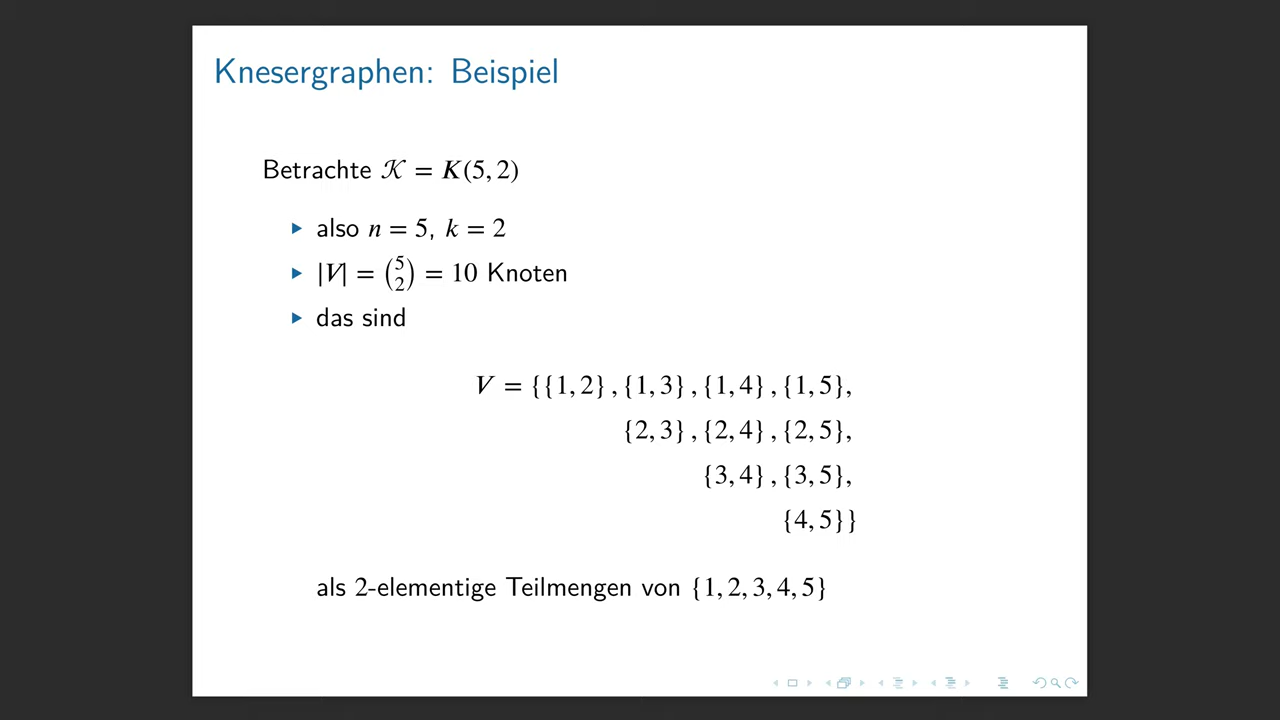 Knesergraphen: Beispiel
Betrachte 𝒦 = K(5, 2)
▶ also n = 5, k = 2
▶ |V| = (5 2) = 10 Knoten
▶ das sind
V = {{1, 2} , {1, 3} , {1, 4} , {1, 5},
{2, 3} , {2, 4} , {2, 5},
{3, 4} , {3, 5},
{4, 5}}
als 2-elementige Teilmengen von {1, 2, 3, 4, 5}